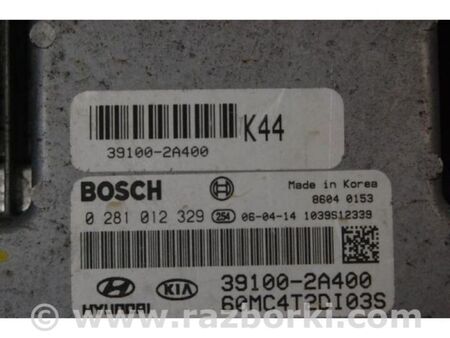 K44
39100-2A400
BOSCH
Made in Korea
8604 0153
0 281 012 329 254 06-04-14 1039S12339
HYUNDAI KIA 39100-2A400
6QMC4T2DI03S
© www.razborki.com